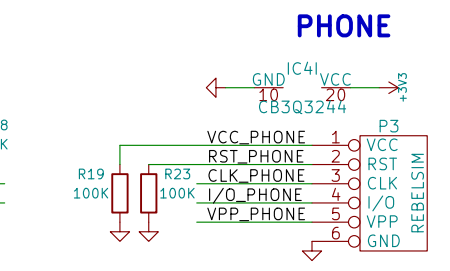 PHONE
IC4I
GND VCC
10 20
CB3Q3244
+3V3
8
K
P3
VCC_PHONE 1 VCC
RST_PHONE 2 RST
R19 R23 CLK_PHONE 3 CLK
100K 100K I/O_PHONE 4 I/O
VPP_PHONE 5 VPP
6 GND
REBELSIM